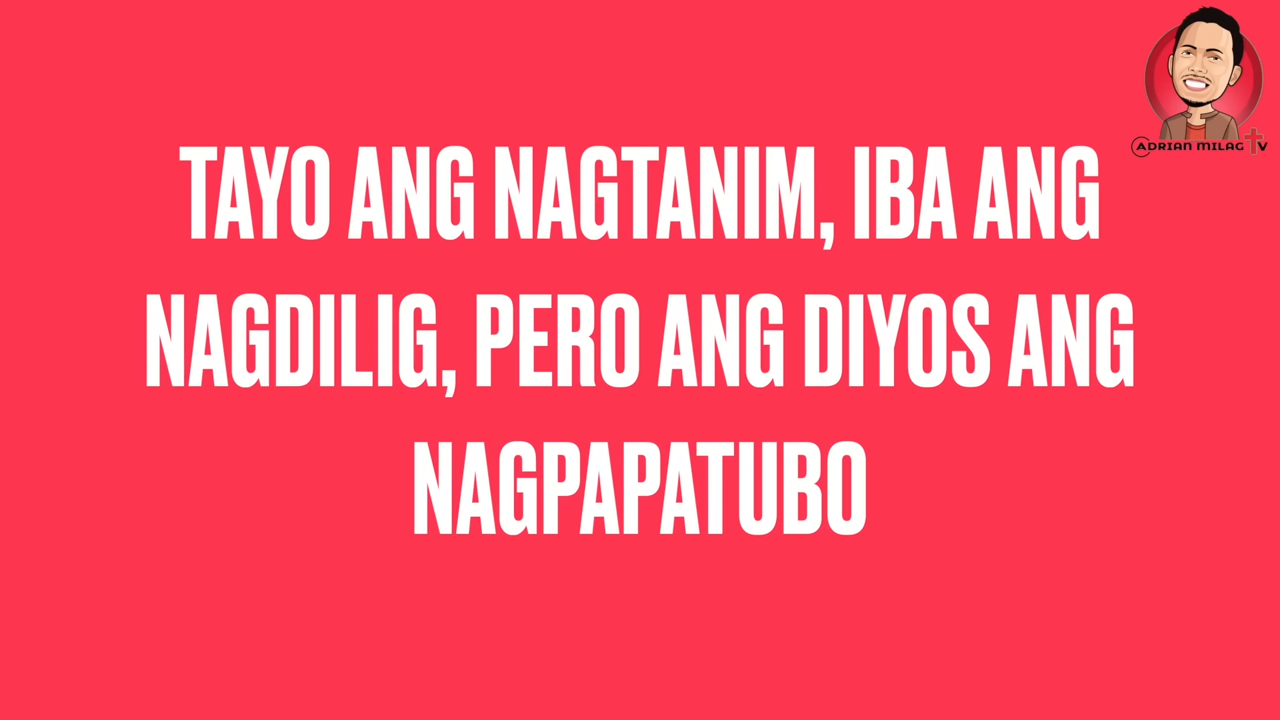 ADRIAN MILAG TV
TAYO ANG NAGTANIM, IBA ANG
NAGDILIG, PERO ANG DIYOS ANG
NAGPAPATUBO